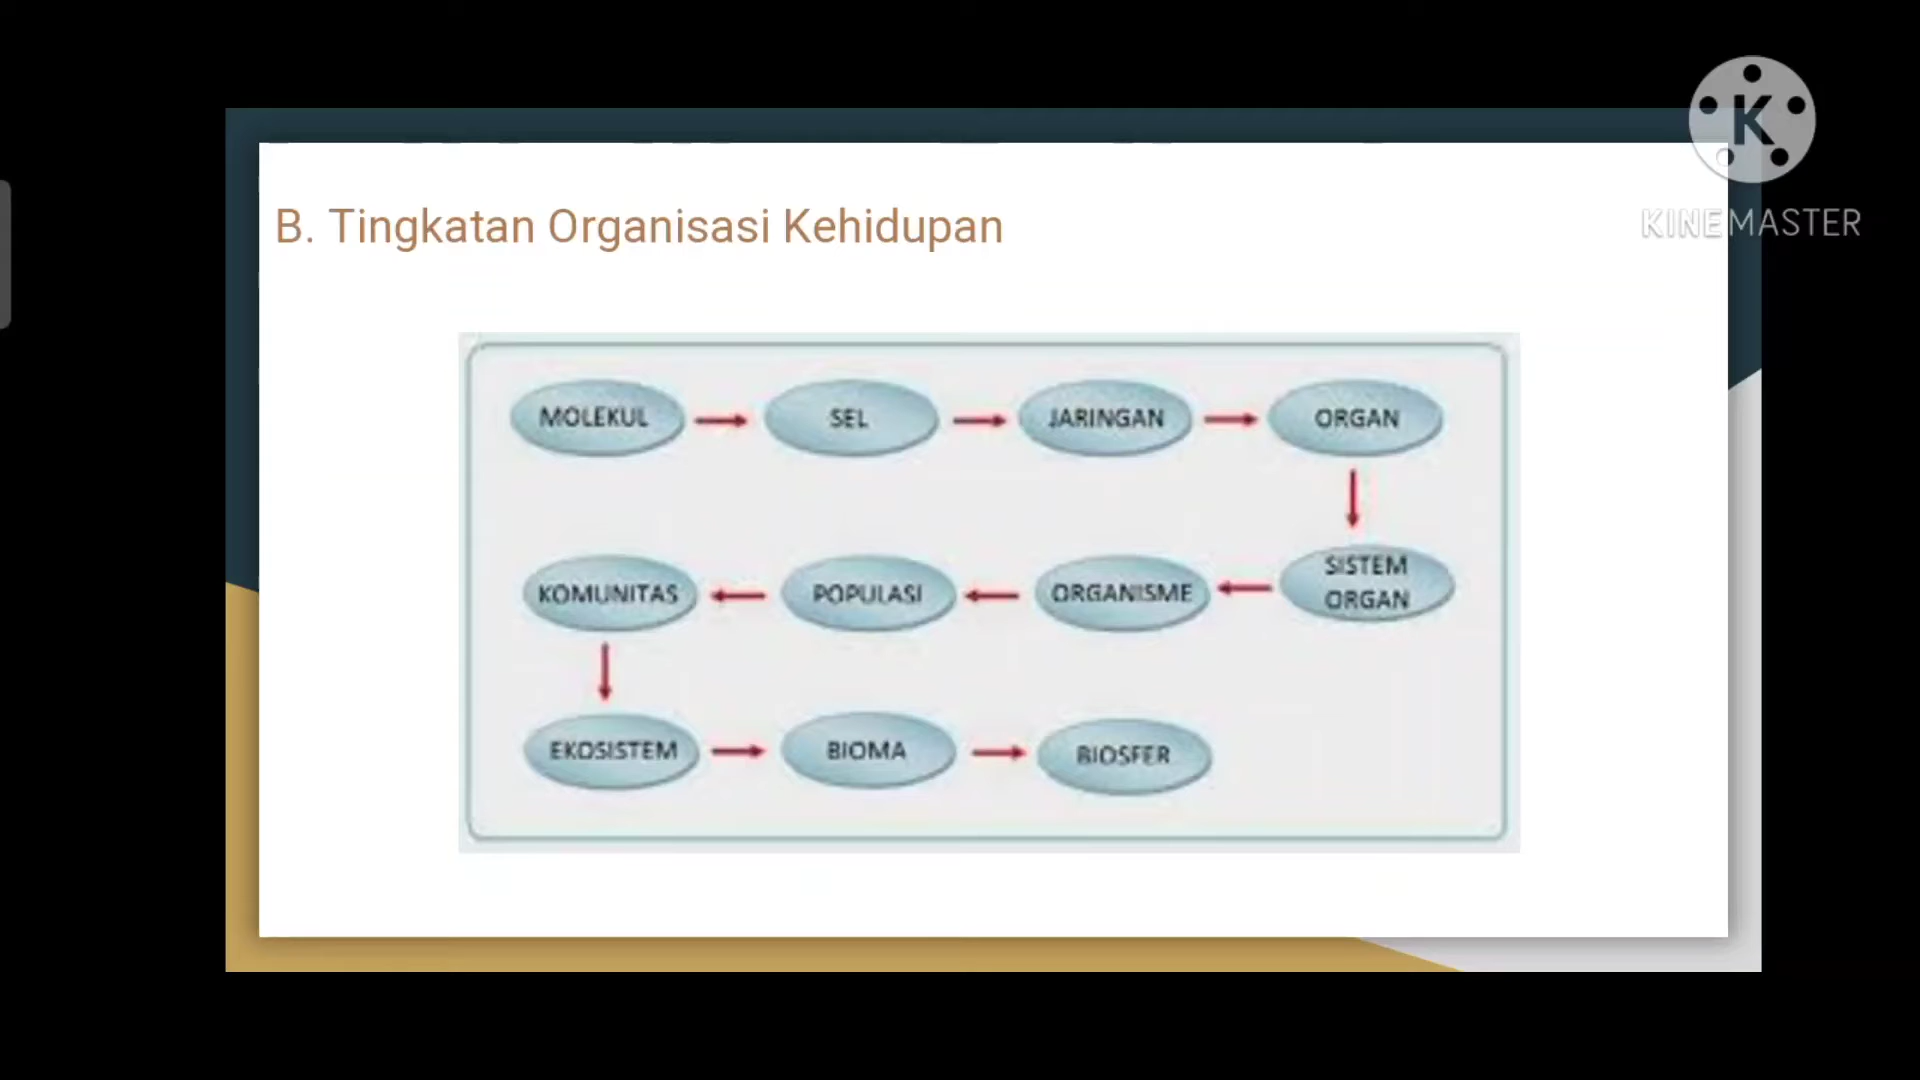 K
KINEMASTER
B. Tingkatan Organisasi Kehidupan
MOLEKUL
SEL
JARINGAN
ORGAN
SISTEM
ORGAN
ORGANISME
POPULASI
KOMUNITAS
EKOSISTEM
BIOMA
BIOSFER